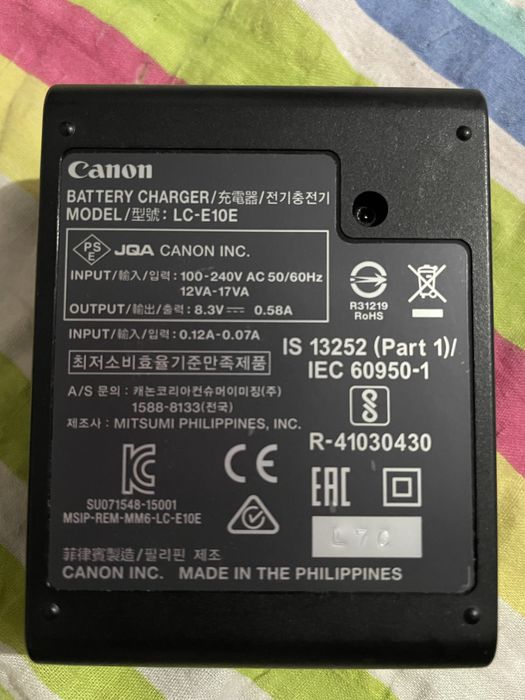 Canon
BATTERY CHARGER/充電器/전기충전기
MODEL/型號: LC-E10E
PSE JQA CANON INC.
INPUT/輸入/입력: 100-240V AC 50/60Hz
12VA-17VA
OUTPUT/輸出/출력: 8.3V 0.58A
INPUT/輸入/입력: 0.12A-0.07A
최저소비효율기준만족제품
A/S 문의 : 캐논코리아컨슈머이미징(주)
1588-8133(전국)
제조사: MITSUMI PHILIPPINES, INC.
R31219
RoHS
IS 13252 (Part 1)/
IEC 60950-1
R-41030430
SU071548-15001
MSIP-REM-MM6-LC-E10E
CE
EAC
L70
菲律賓製造/필리핀 제조
CANON INC. MADE IN THE PHILIPPINES